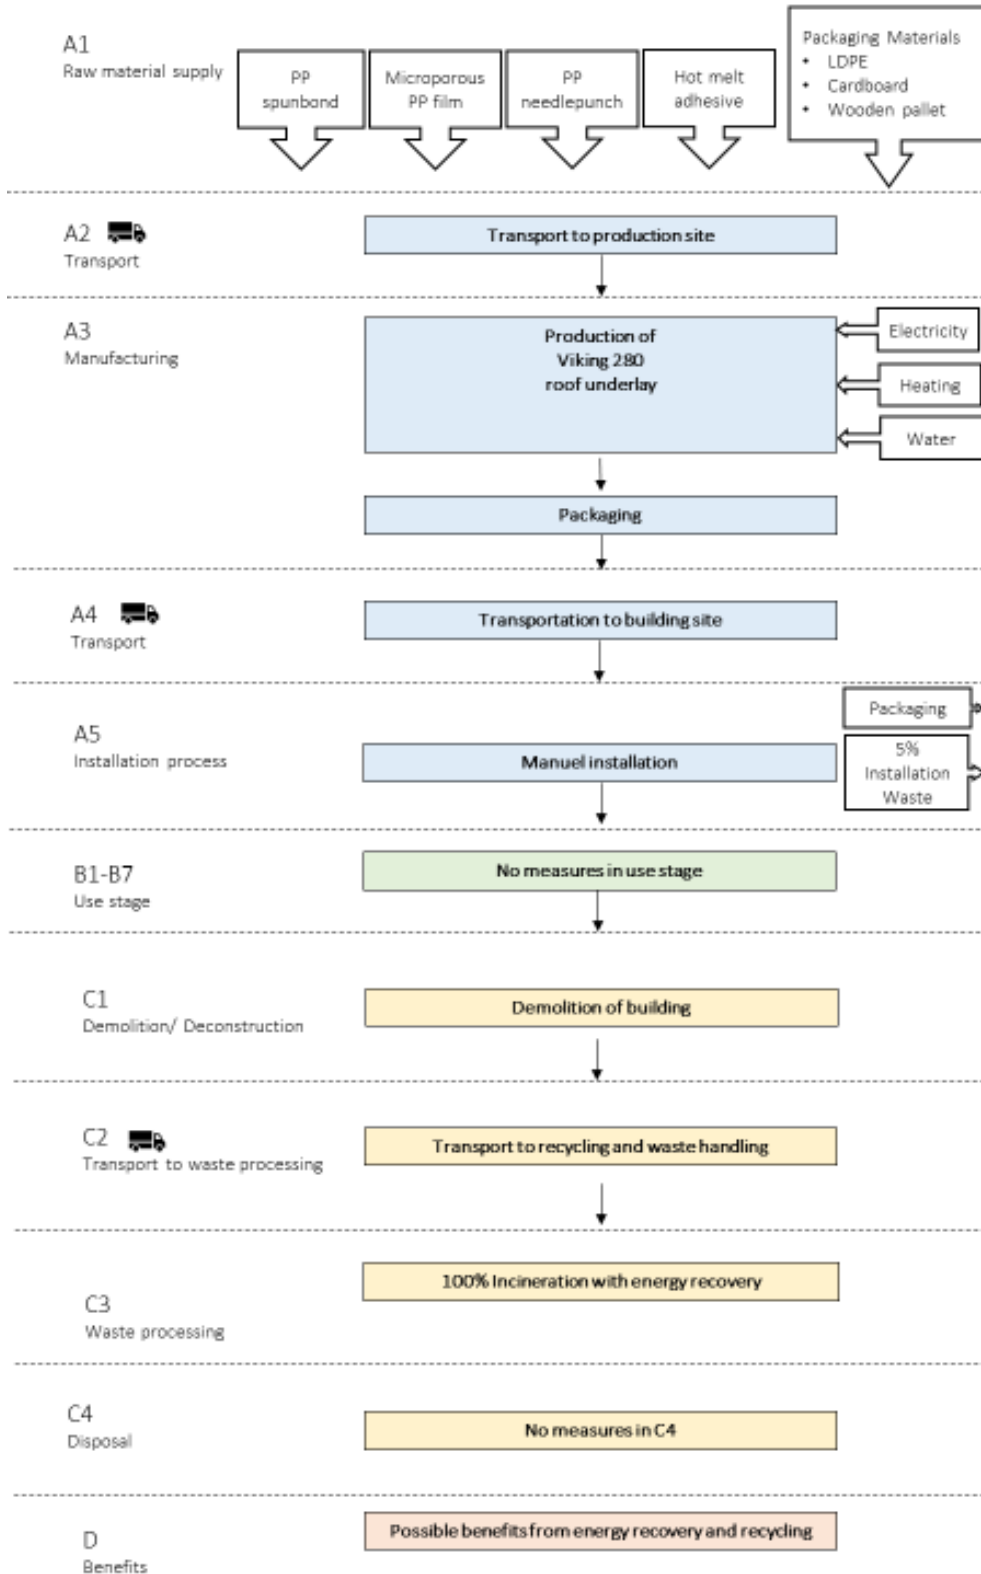 A1
Raw material supply
PP
spunbond
Microporous
PP film
PP
needlepunch
Hot melt
adhesive
Packaging Materials
• LDPE
• Cardboard
• Wooden pallet
A2
Transport
Transport to production site
A3
Manufacturing
Production of
Viking 280
roof underlay
Electricity
Heating
Water
Packaging
A4
Transport
Transportation to building site
A5
Installation process
Manuel installation
Packaging
5%
Installation
Waste
B1-B7
Use stage
No measures in use stage
C1
Demolition/ Deconstruction
Demolition of building
C2
Transport to waste processing
Transport to recycling and waste handling
C3
Waste processing
100% Incineration with energy recovery
C4
Disposal
No measures in C4
D
Benefits
Possible benefits from energy recovery and recycling